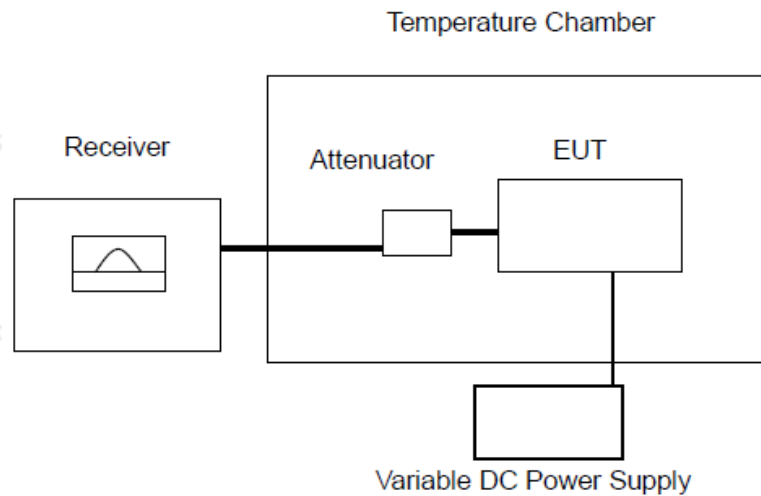 Temperature Chamber
Receiver
Attenuator
EUT
Variable DC Power Supply